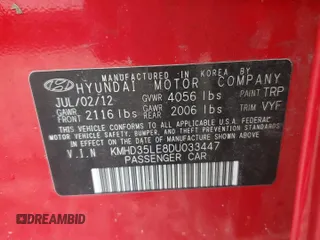 MANUFACTURED IN KOREA BY
HYUNDAI MOTOR COMPANY
JUL/02/12 GVWR 4056 lbs PAINT TRP
GAWR FRONT 2116 lbs GAWR REAR 2006 lbs TRIM VYF
THIS VEHICLE CONFORMS TO ALL APPLICABLE
FEDERAL MOTOR VEHICLE SAFETY, BUMPER, AND THEFT
PREVENTION STANDARDS IN EFFECT ON THE DATE OF
MANUFACTURE SHOWN ABOVE.
V.I.N KMHD35LE8DU033447
PASSENGER CAR
DREAMBID